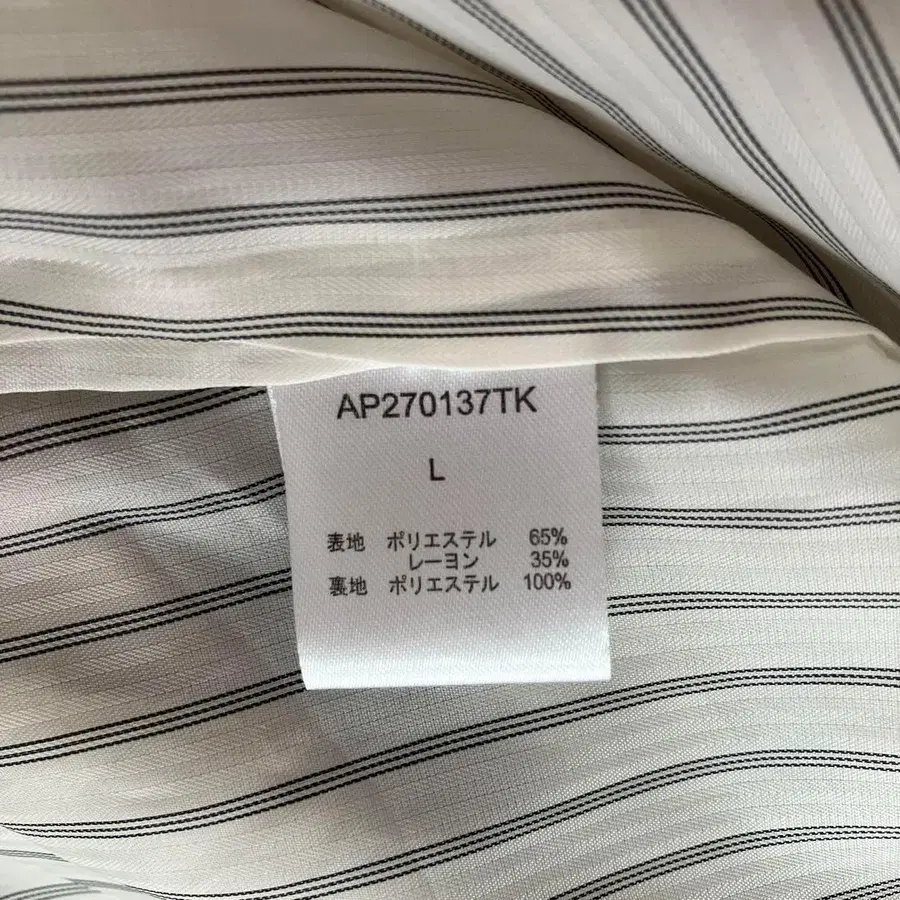 AP270137TK
L
表地 ポリエステル 65%
レーヨン 35%
裏地 ポリエステル 100%